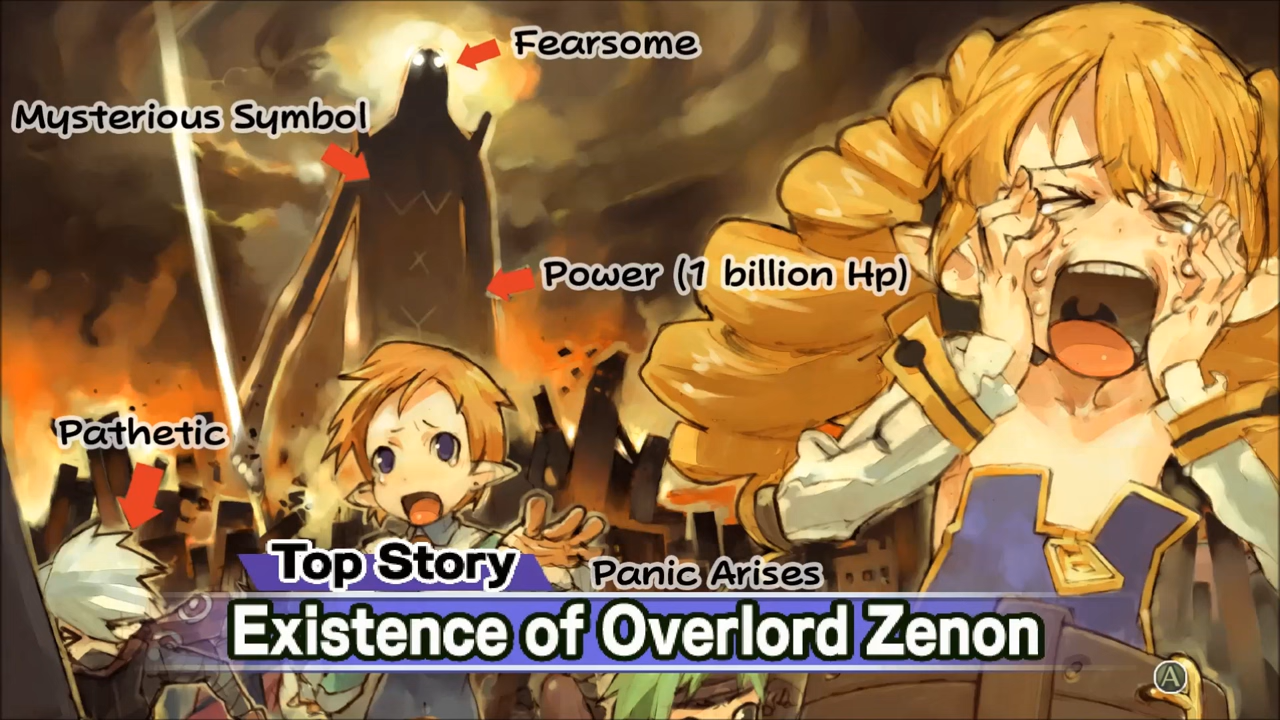 Fearsome
Mysterious Symbol
Power (1 billion Hp)
Pathetic
Top Story
Panic Arises
Existence of Overlord Zenon
A